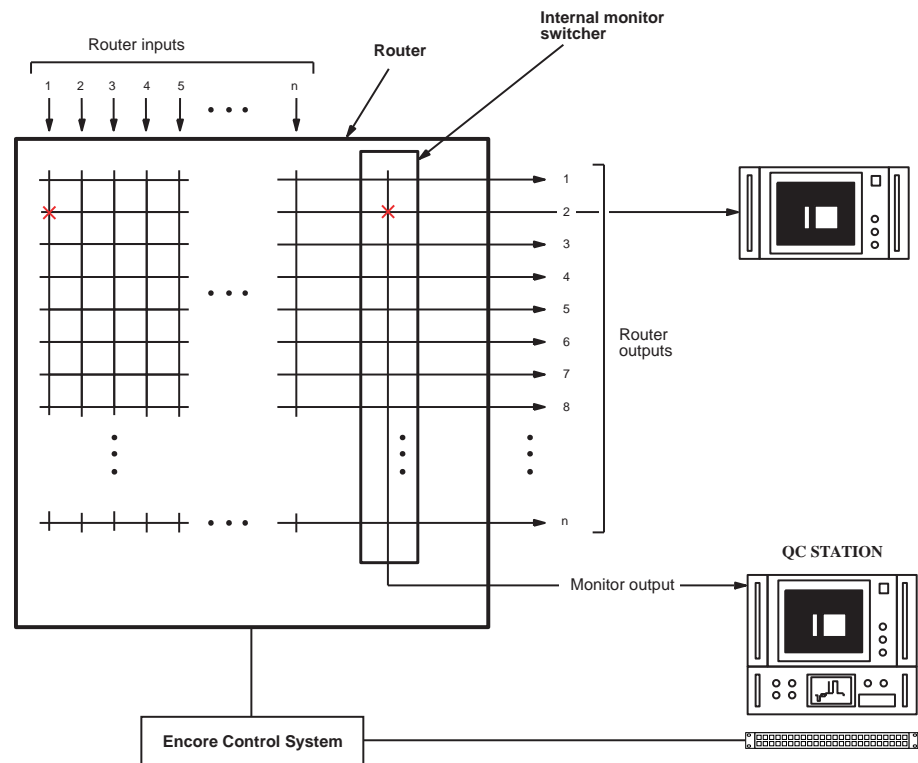 Internal monitor
switcher
Router inputs
Router
1 2 3 4 5 n
1
2
3
4
5
6
7
8
n
Router
outputs
QC STATION
Monitor output
Encore Control System